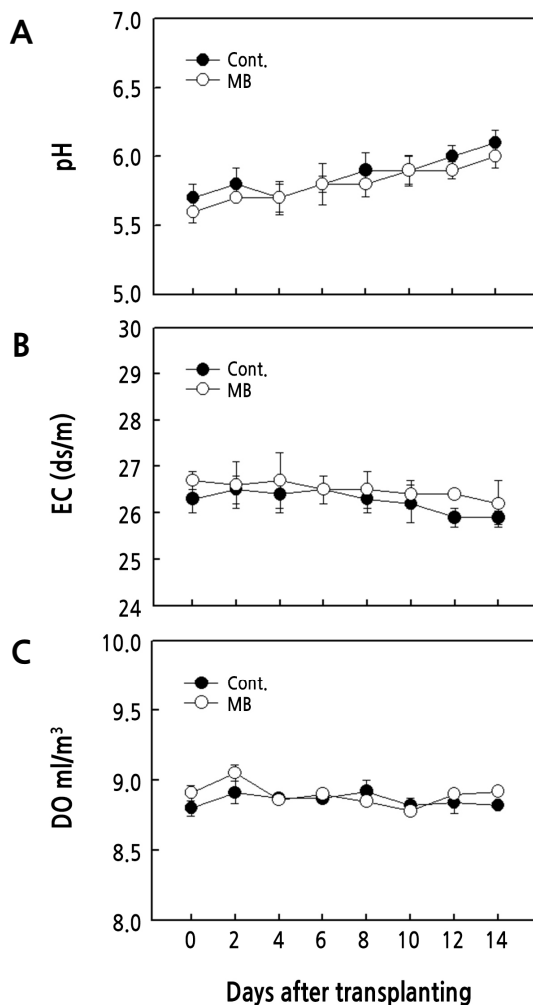 A
7.0
6.5
6.0
5.5
5.0
pH
Cont.
MB
B
30
29
28
27
26
25
24
EC (ds/m)
Cont.
MB
C
10.0
9.5
9.0
8.5
8.0
DO ml/m³
Cont.
MB
0 2 4 6 8 10 12 14
Days after transplanting